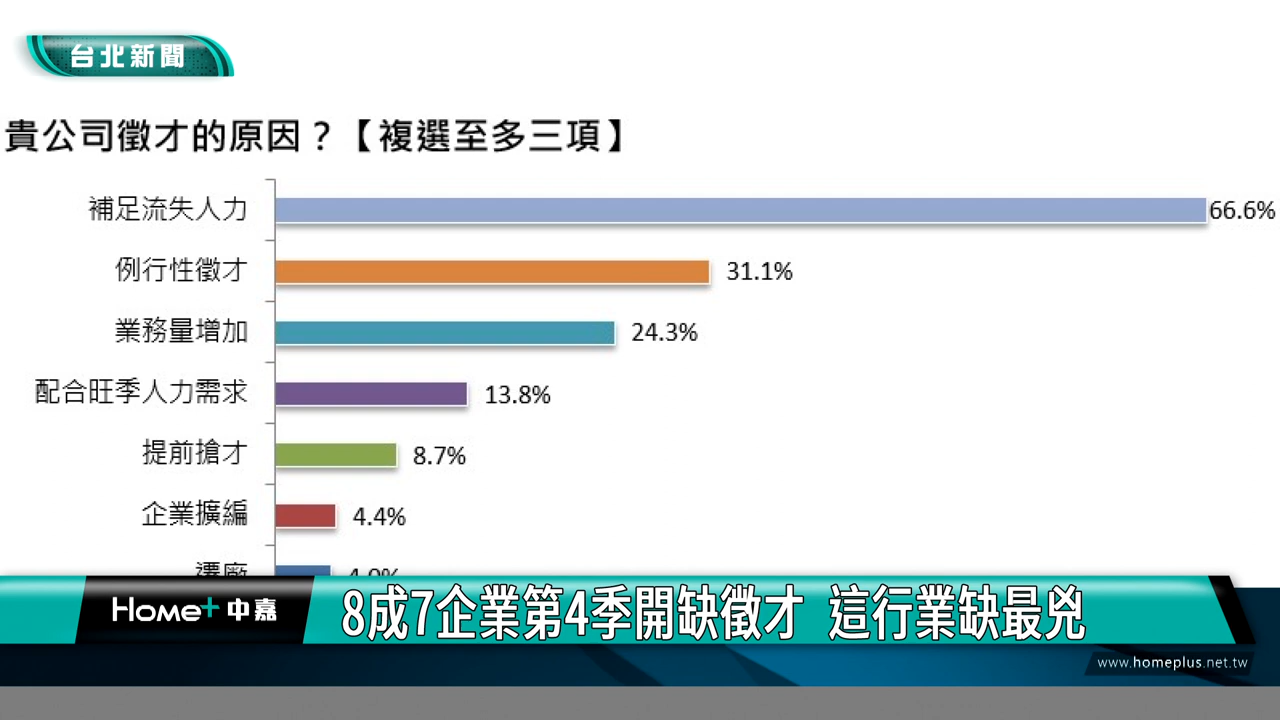 台北新聞
貴公司徵才的原因？【複選至多三項】
補足流失人力 66.6%
例行性徵才 31.1%
業務量增加 24.3%
配合旺季人力需求 13.8%
提前搶才 8.7%
企業擴編 4.4%
遷廠 4.0%
Home+中嘉 8成7企業第4季開缺徵才 這行業缺最兇
www.homeplus.net.tw